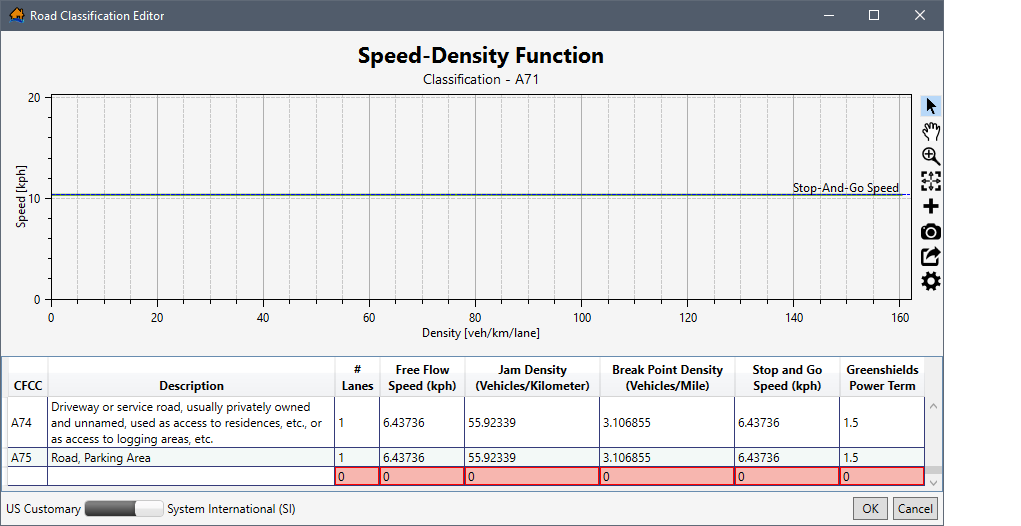 Road Classification Editor
Speed-Density Function
Classification - A71
20
10
0
Speed [kph]
Stop-And-Go Speed
0 20 40 60 80 100 120 140 160
Density [veh/km/lane]
CFCC Description # Lanes Free Flow Speed (kph) Jam Density (Vehicles/Kilometer) Break Point Density (Vehicles/Mile) Stop and Go Speed (kph) Greenshields Power Term
A74 Driveway or service road, usually privately owned
and unnamed, used as access to residences, etc., or
as access to logging areas, etc.
1 6.43736 55.92339 3.106855 6.43736 1.5
A75 Road, Parking Area 1 6.43736 55.92339 3.106855 6.43736 1.5
0 0 0 0 0 0
US Customary System International (SI) OK Cancel